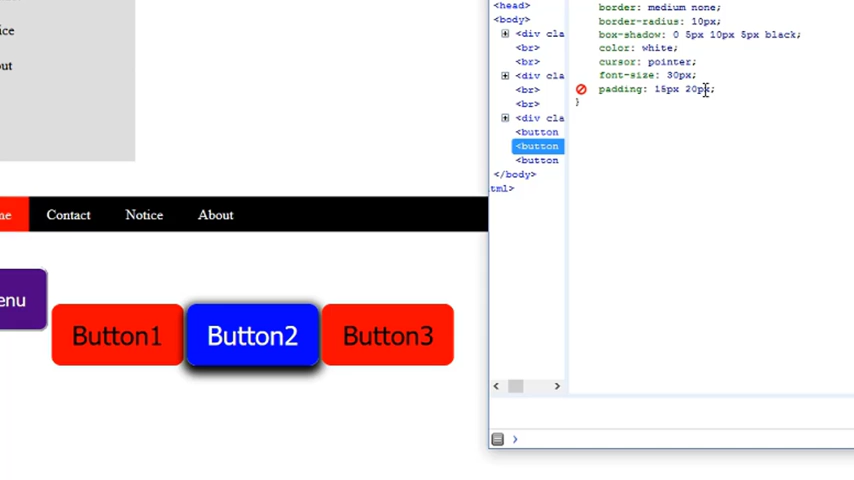 ice
out
me Contact Notice About
enu
Button1 Button2 Button3
<head>
<body>
<div cla
<br>
<br>
<div cla
<br>
<br>
<div cla
<button
<button
<button
</body>
tml>
border: medium none;
border-radius: 10px;
box-shadow: 0 5px 10px 5px black;
color: white;
cursor: pointer;
font-size: 30px;
padding: 15px 20px;
}